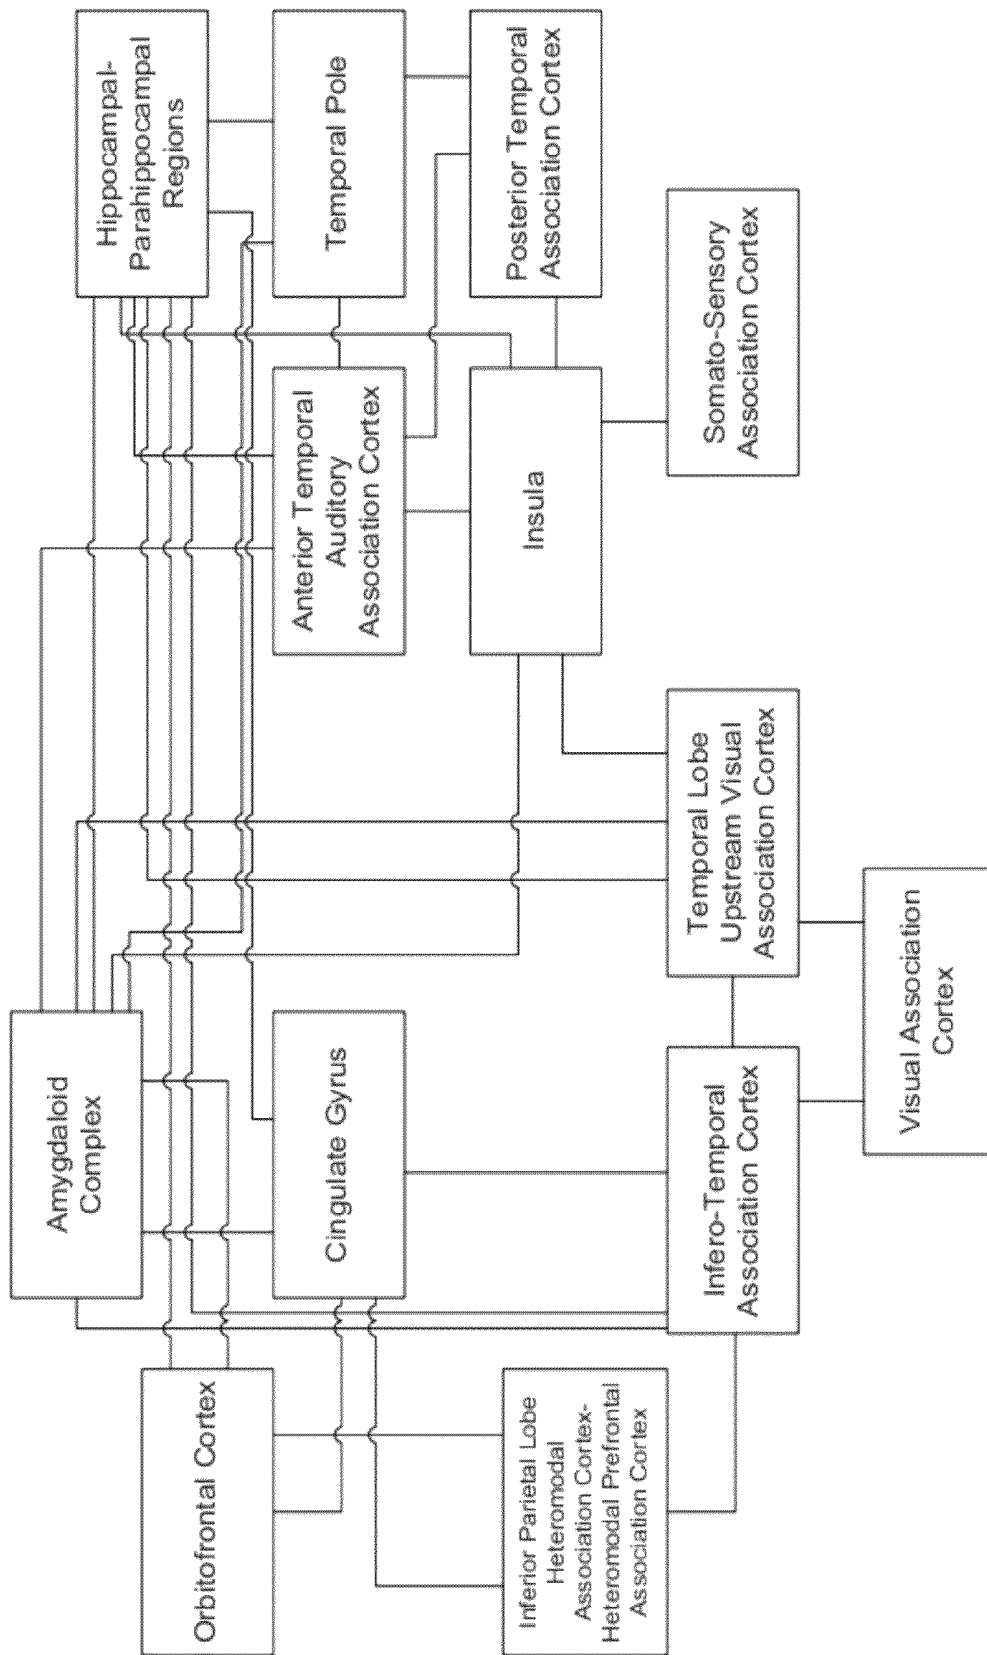 Amygdaloid
Complex
Hippocampal-
Parahippocampal
Regions
Orbitofrontal Cortex
Cingulate Gyrus
Anterior Temporal
Auditory
Association Cortex
Temporal Pole
Insula
Posterior Temporal
Association Cortex
Inferior Parietal Lobe
Heteromodal
Association Cortex-
Heteromodal Prefrontal
Association Cortex
Infero-Temporal
Association Cortex
Temporal Lobe
Upstream Visual
Association Cortex
Somato-Sensory
Association Cortex
Visual Association
Cortex